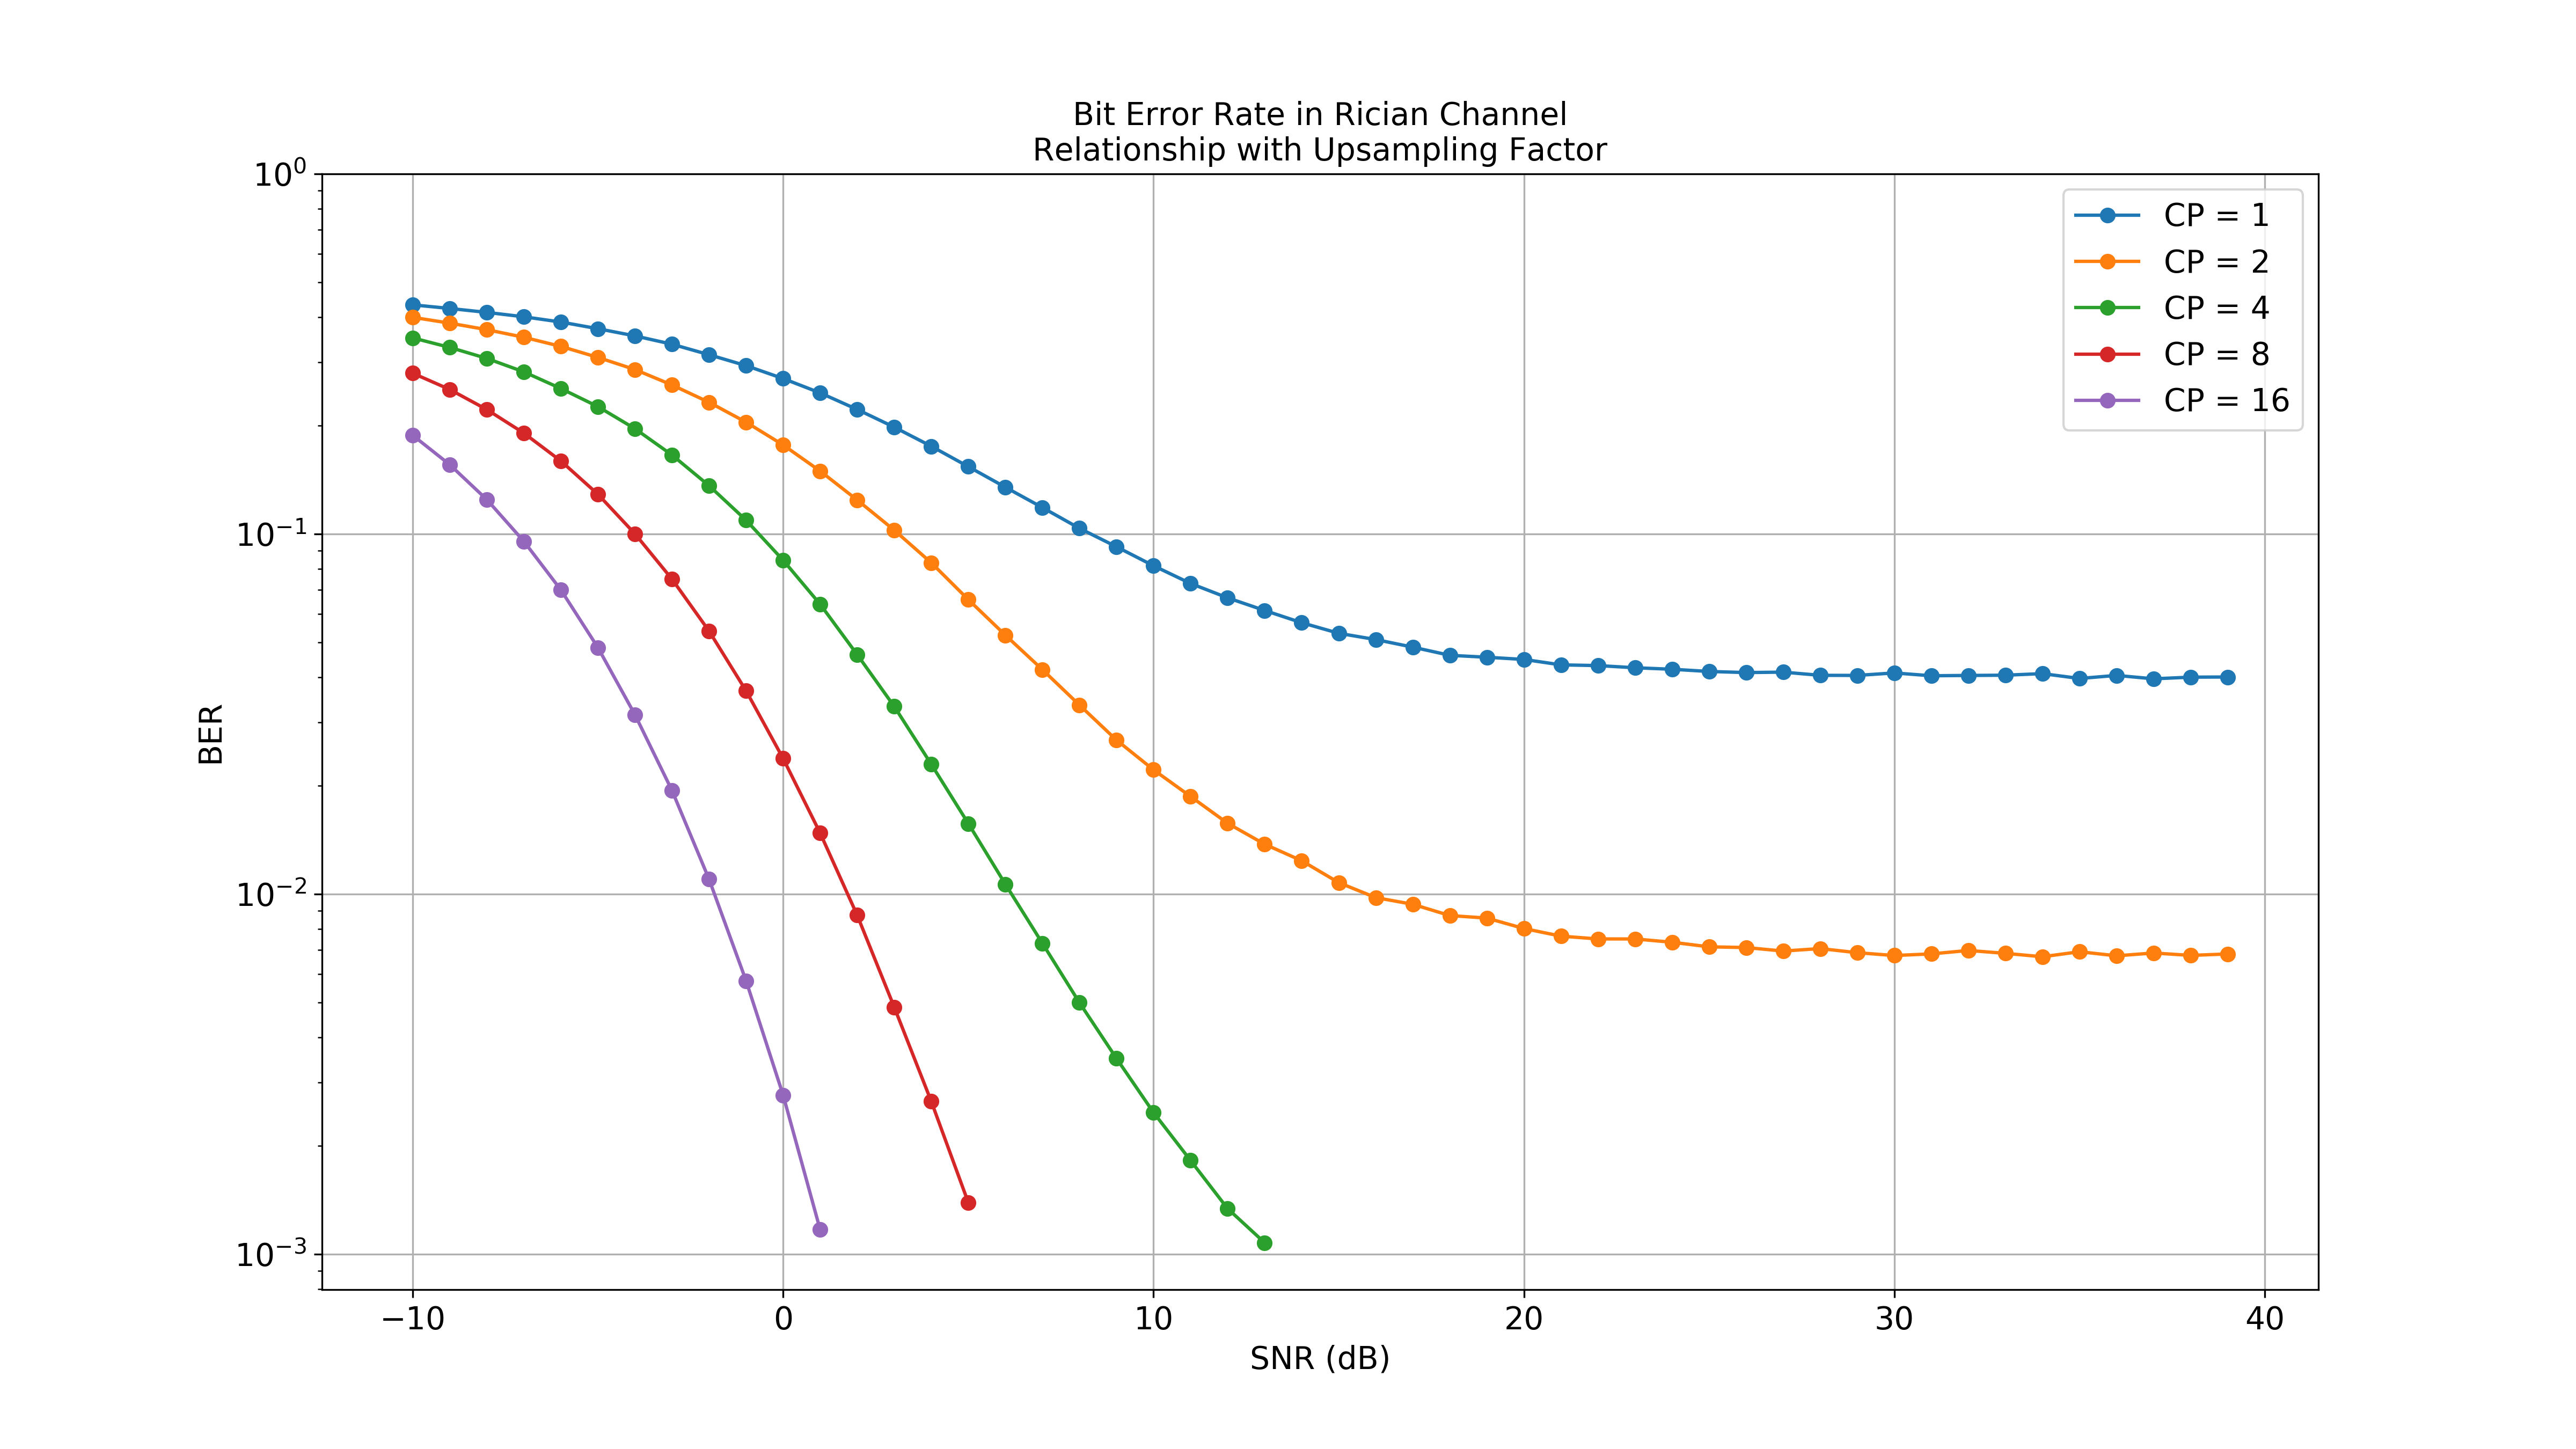 Bit Error Rate in Rician Channel
Relationship with Upsampling Factor
10⁰
10⁻¹
10⁻²
10⁻³
BER
CP = 1
CP = 2
CP = 4
CP = 8
CP = 16
−10 0 10 20 30 40
SNR (dB)